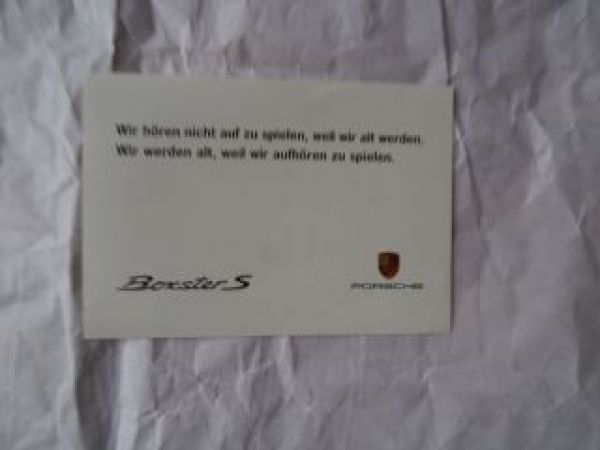 Wir hören nicht auf zu spielen, weil wir alt werden.
Wir werden alt, weil wir aufhören zu spielen.
Boxster S
PORSCHE